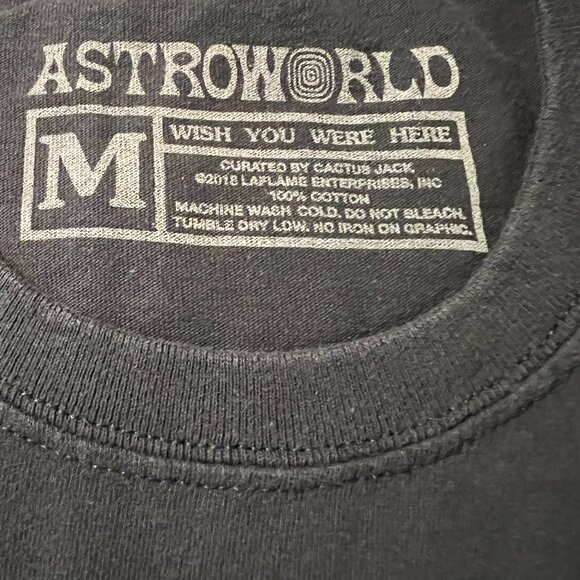 ASTROWORLD
M
WISH YOU WERE HERE
CURATED BY CACTUS JACK
©2018 LAFLAME ENTERPRISES, INC
100% COTTON
MACHINE WASH COLD. DO NOT BLEACH.
TUMBLE DRY LOW. NO IRON ON GRAPHIC.